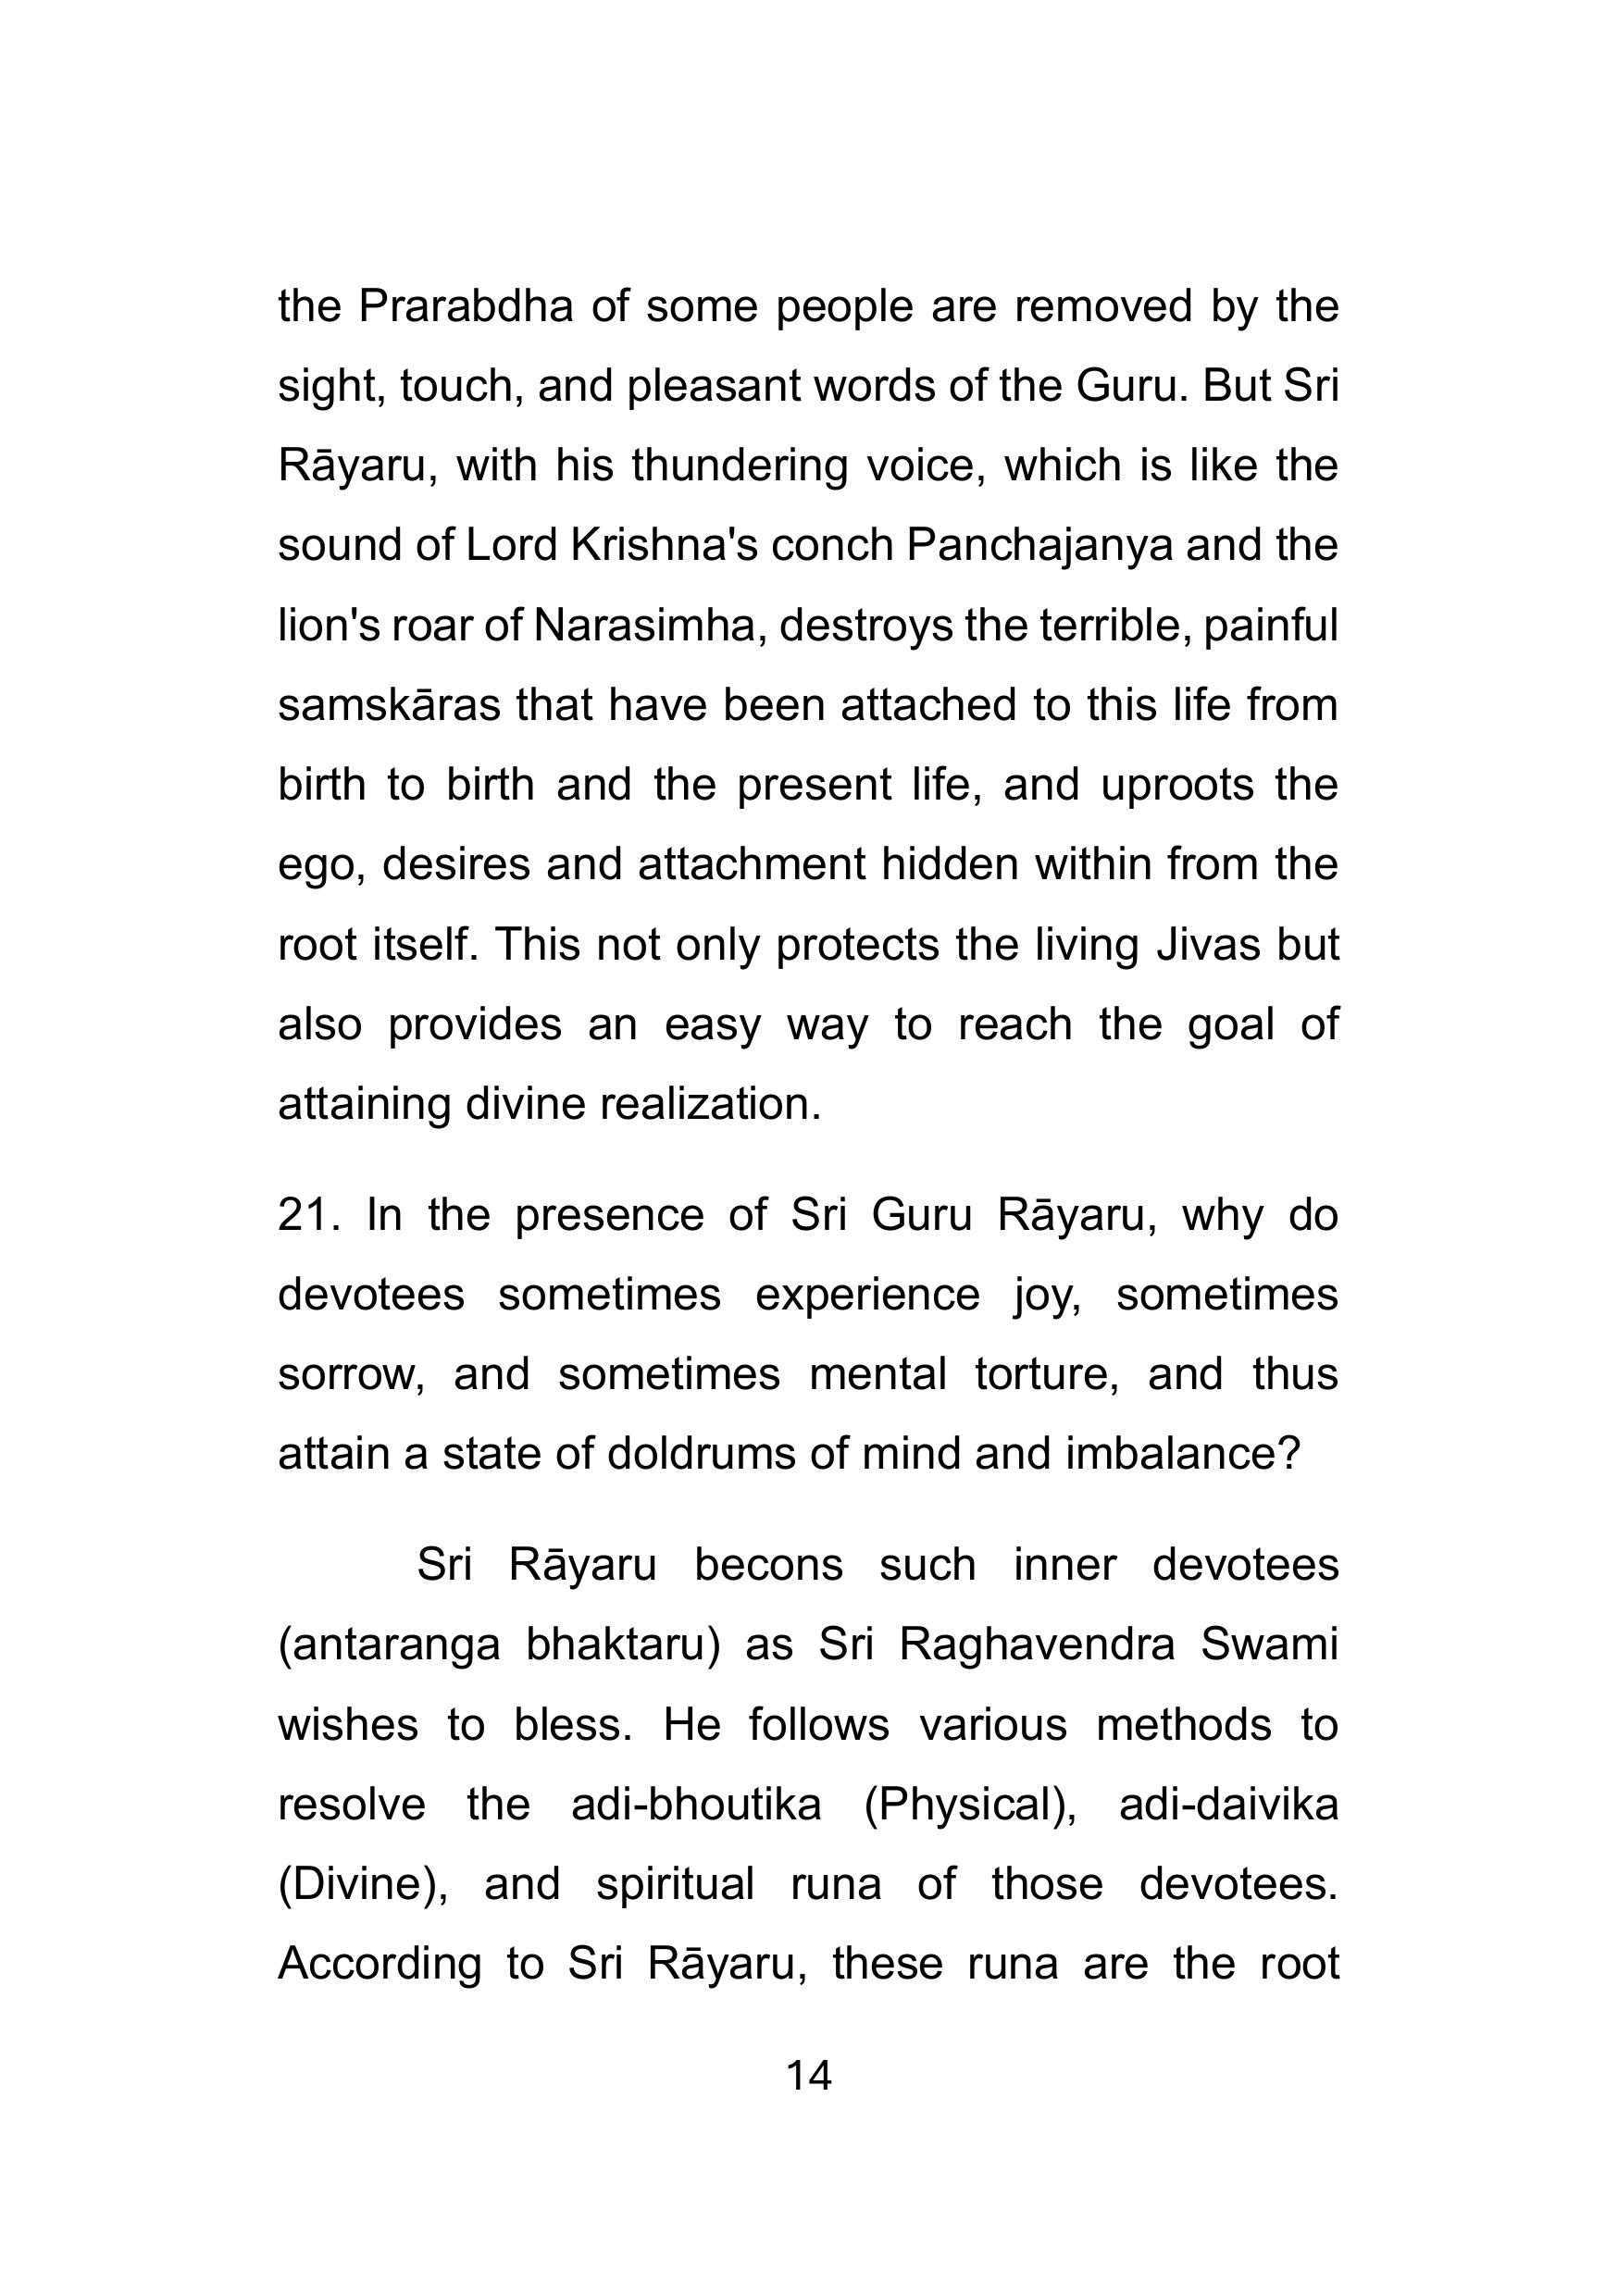 the Prarabdha of some people are removed by the
sight, touch, and pleasant words of the Guru. But Sri
Rāyaru, with his thundering voice, which is like the
sound of Lord Krishna's conch Panchajanya and the
lion's roar of Narasimha, destroys the terrible, painful
samskāras that have been attached to this life from
birth to birth and the present life, and uproots the
ego, desires and attachment hidden within from the
root itself. This not only protects the living Jivas but
also provides an easy way to reach the goal of
attaining divine realization.
21. In the presence of Sri Guru Rāyaru, why do
devotees sometimes experience joy, sometimes
sorrow, and sometimes mental torture, and thus
attain a state of doldrums of mind and imbalance?
Sri Rāyaru becons such inner devotees
(antaranga bhaktaru) as Sri Raghavendra Swami
wishes to bless. He follows various methods to
resolve the adi-bhoutika (Physical), adi-daivika
(Divine), and spiritual runa of those devotees.
According to Sri Rāyaru, these runa are the root
14